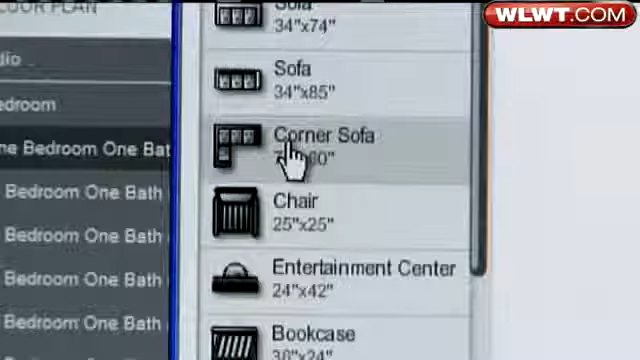 WLWT.COM
Sofa
34"x74"
Sofa
34"x85"
Corner Sofa
Chair
25"x25"
Entertainment Center
24"x42"
Bookcase
LOOR PLAN
dio
edroom
ne Bedroom One Bat
Bedroom One Bath
Bedroom One Bath
Bedroom One Bath
Bedroom One Bath